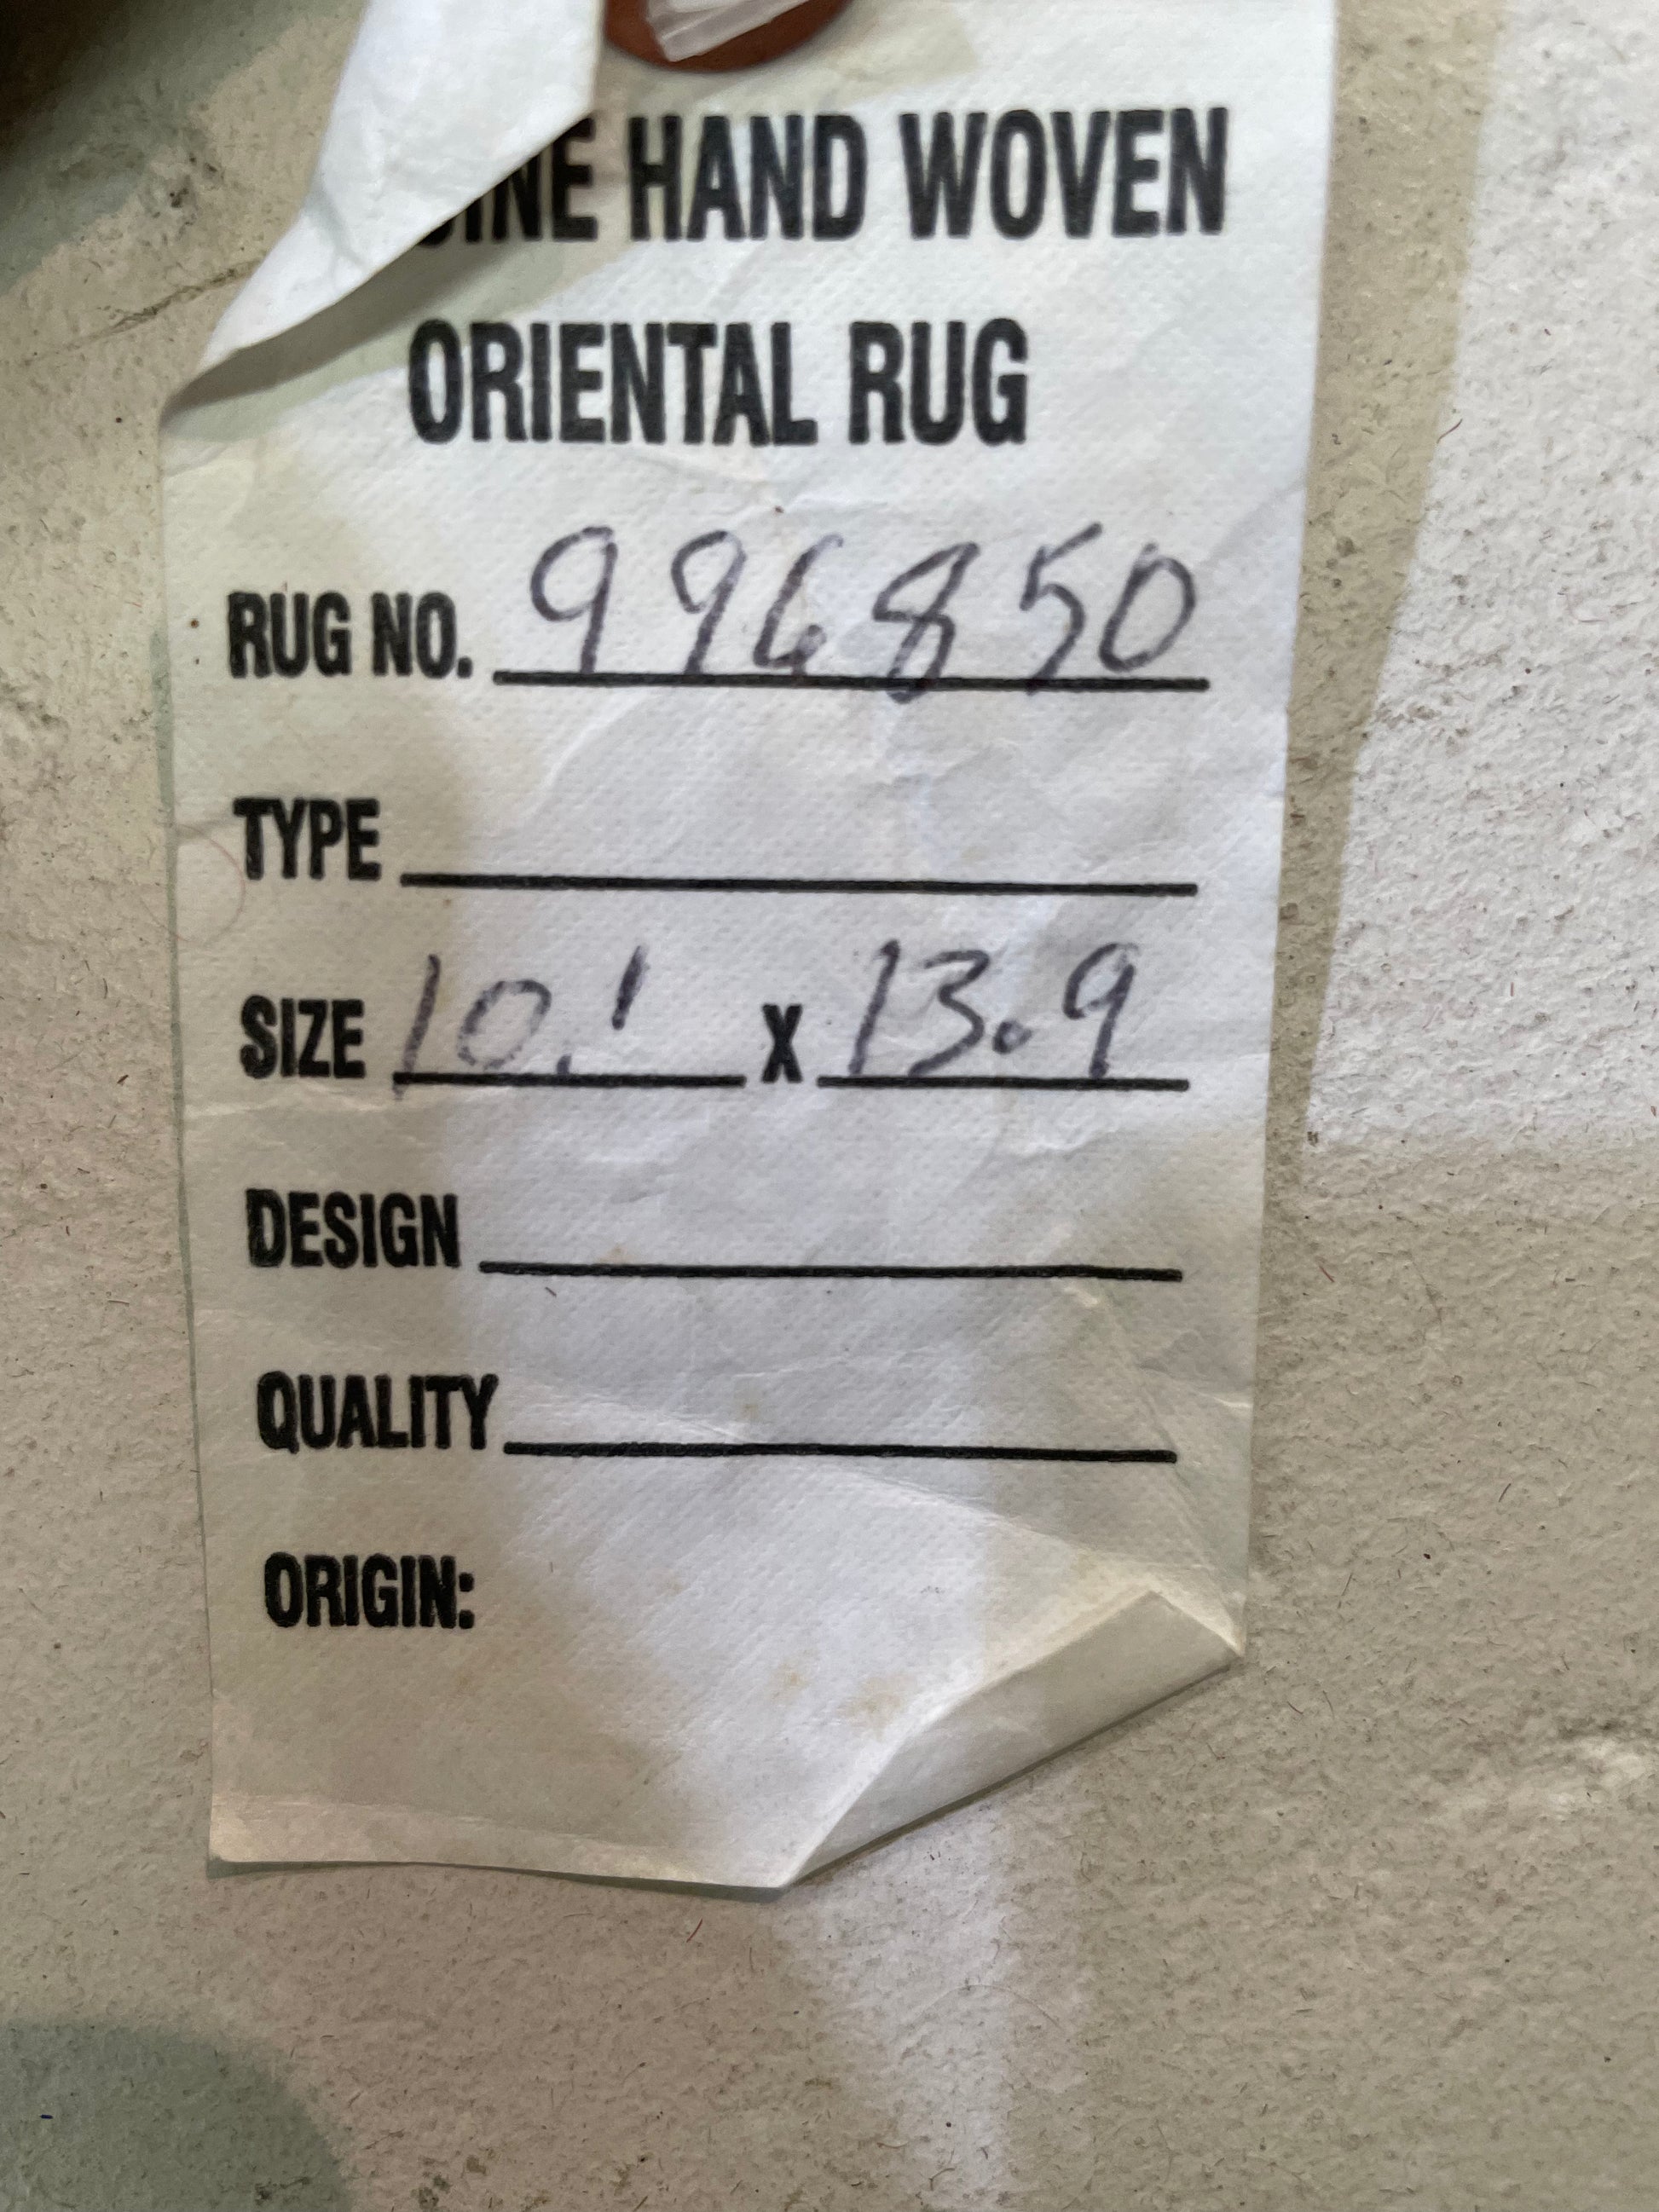 HAND WOVEN
ORIENTAL RUG
RUG NO. 996850
TYPE
SIZE 10.1 X 13.9
DESIGN
QUALITY
ORIGIN: